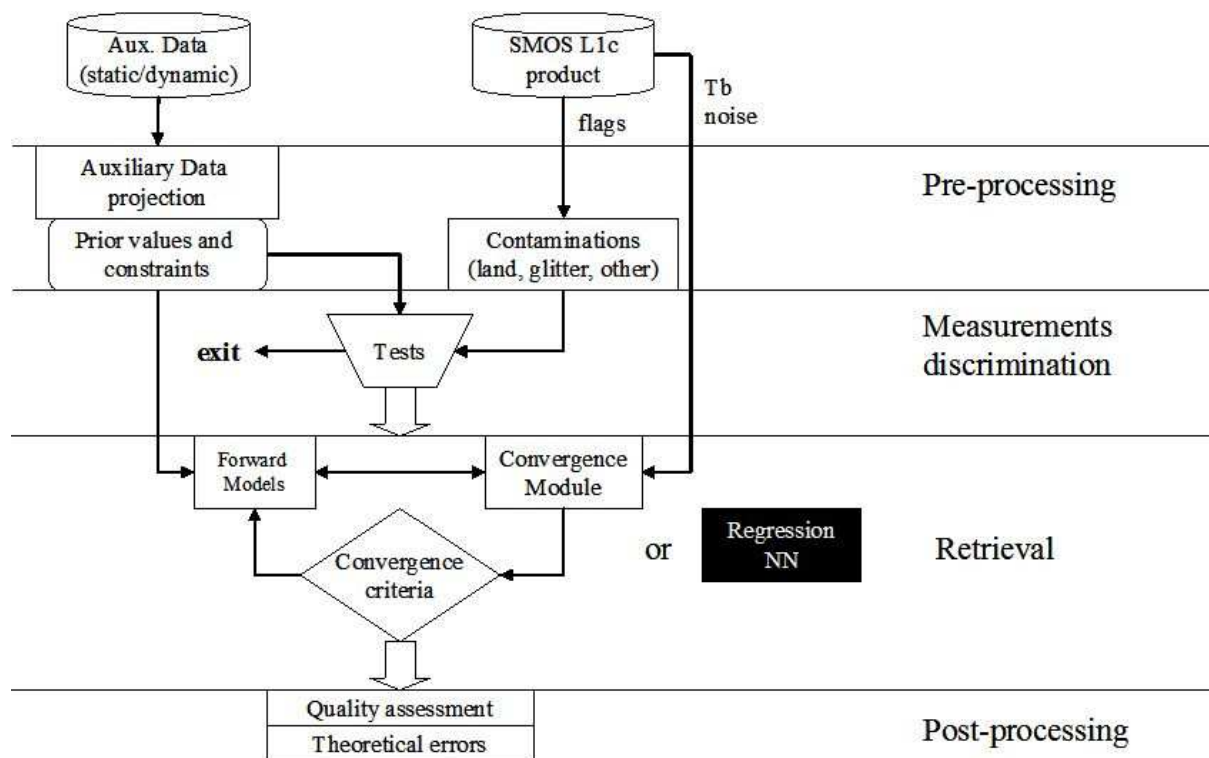 Aux. Data
(static/dynamic)
SMOS L1c
product
Tb
noise
flags
Auxiliary Data
projection
Pre-processing
Prior values and
constraints
Contaminations
(land, glitter, other)
Measurements
discrimination
exit
Tests
Forward
Models
Convergence
Module
Convergence
criteria
or
Regression
NN
Retrieval
Quality assessment
Theoretical errors
Post-processing